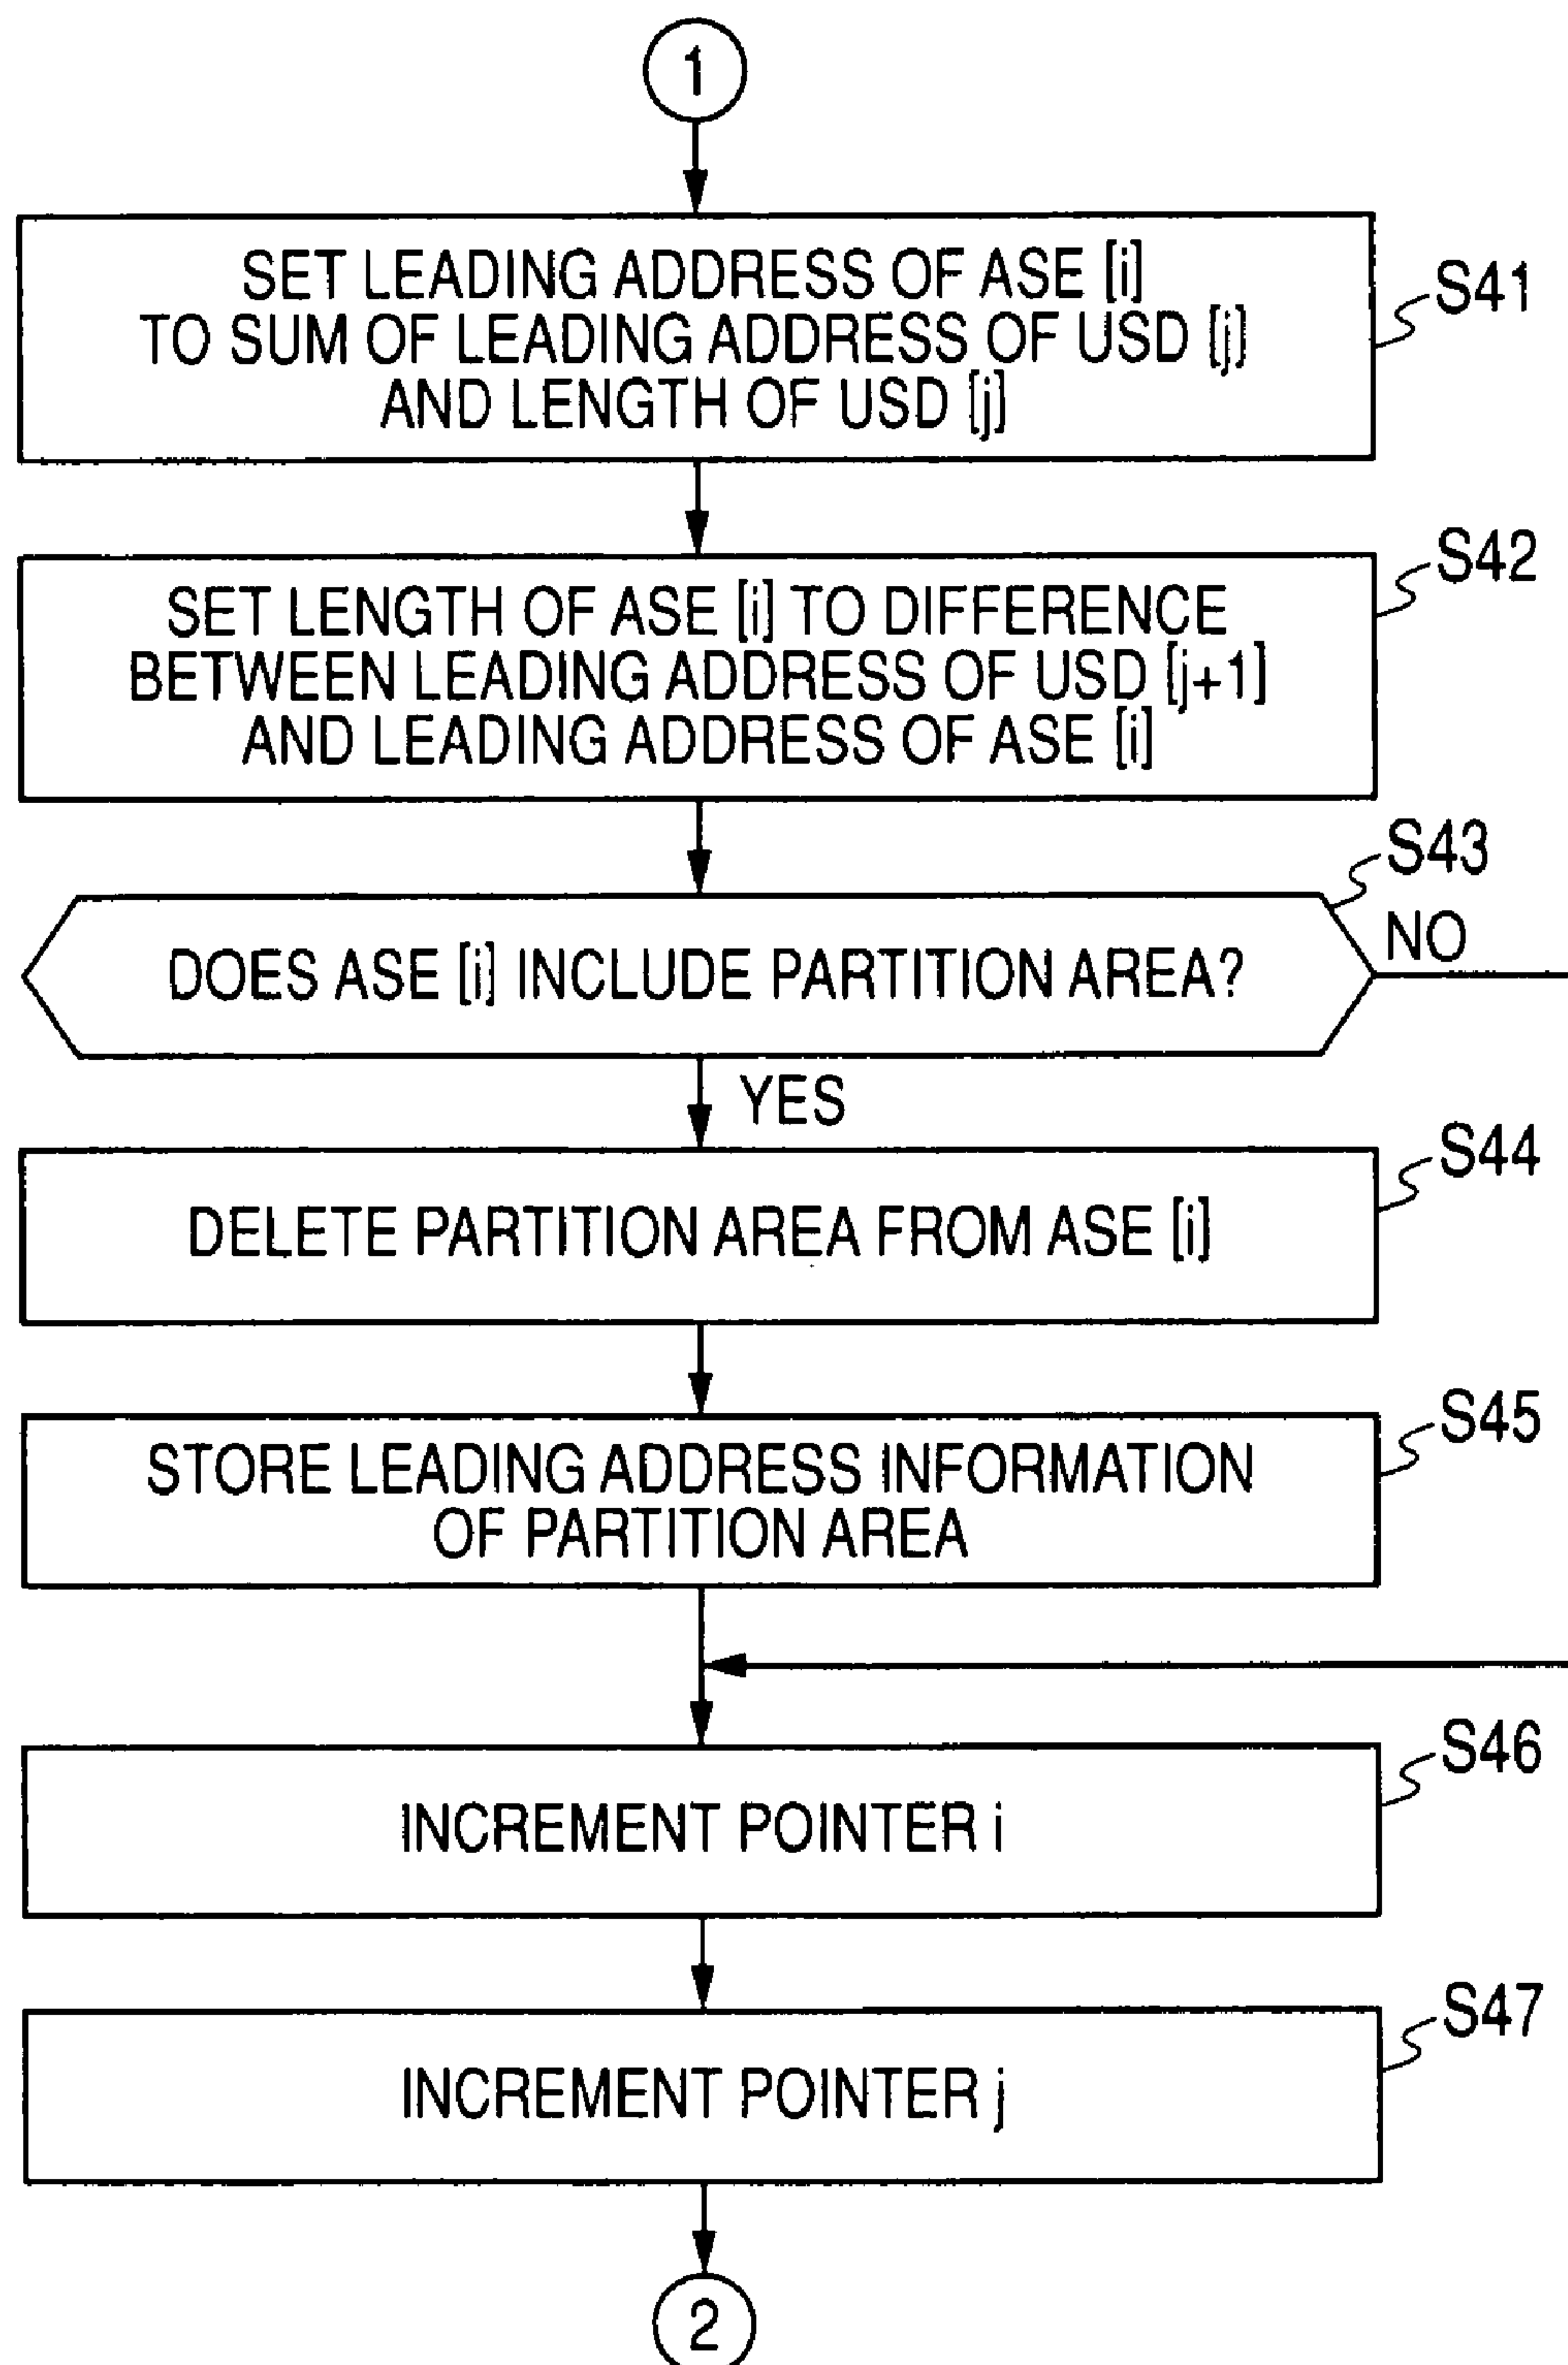 1
SET LEADING ADDRESS OF ASE [i]
TO SUM OF LEADING ADDRESS OF USD [j]
AND LENGTH OF USD [j]
S41
SET LENGTH OF ASE [i] TO DIFFERENCE
BETWEEN LEADING ADDRESS OF USD [j+1]
AND LEADING ADDRESS OF ASE [i]
S42
DOES ASE [i] INCLUDE PARTITION AREA?
S43
NO
YES
DELETE PARTITION AREA FROM ASE [i]
S44
STORE LEADING ADDRESS INFORMATION
OF PARTITION AREA
S45
INCREMENT POINTER i
S46
INCREMENT POINTER j
S47
2